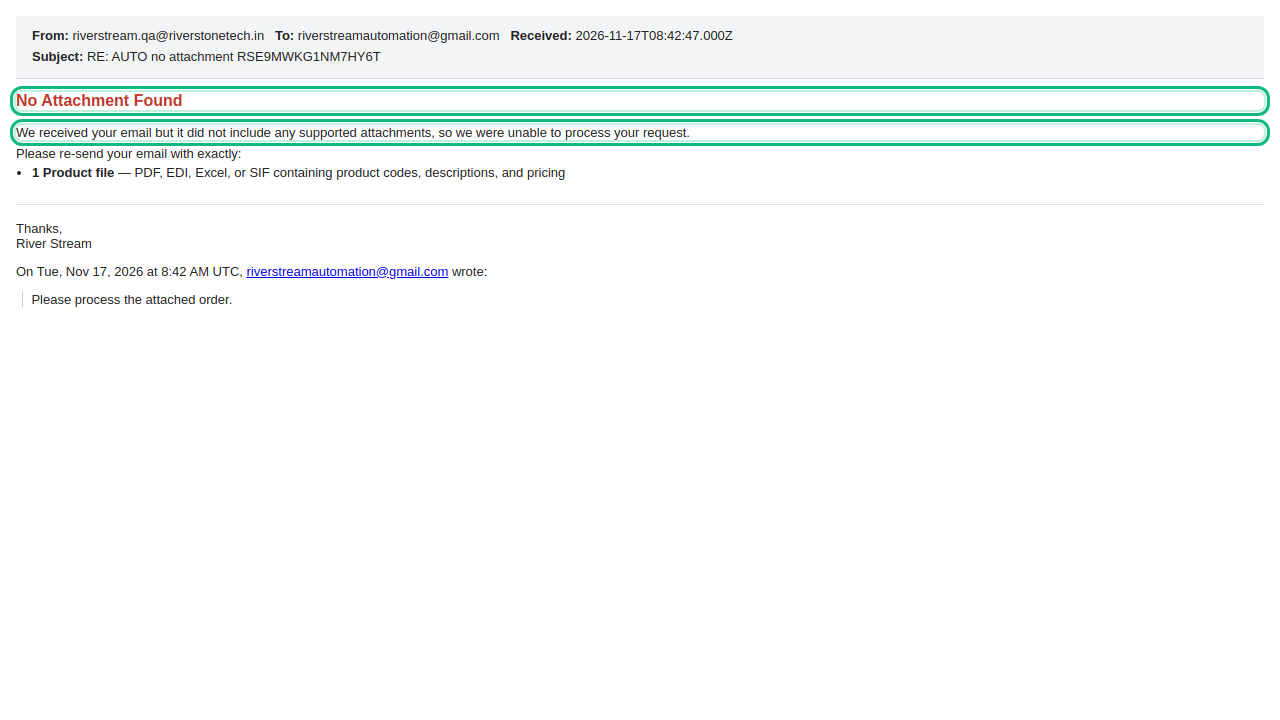 From: riverstream.qa@riverstonetech.in To: riverstreamautomation@gmail.com Received: 2026-11-17T08:42:47.000Z
Subject: RE: AUTO no attachment RSE9MWKG1NM7HY6T
No Attachment Found
We received your email but it did not include any supported attachments, so we were unable to process your request.
Please re-send your email with exactly:
• 1 Product file — PDF, EDI, Excel, or SIF containing product codes, descriptions, and pricing
Thanks,
River Stream
On Tue, Nov 17, 2026 at 8:42 AM UTC, riverstreamautomation@gmail.com wrote:
Please process the attached order.